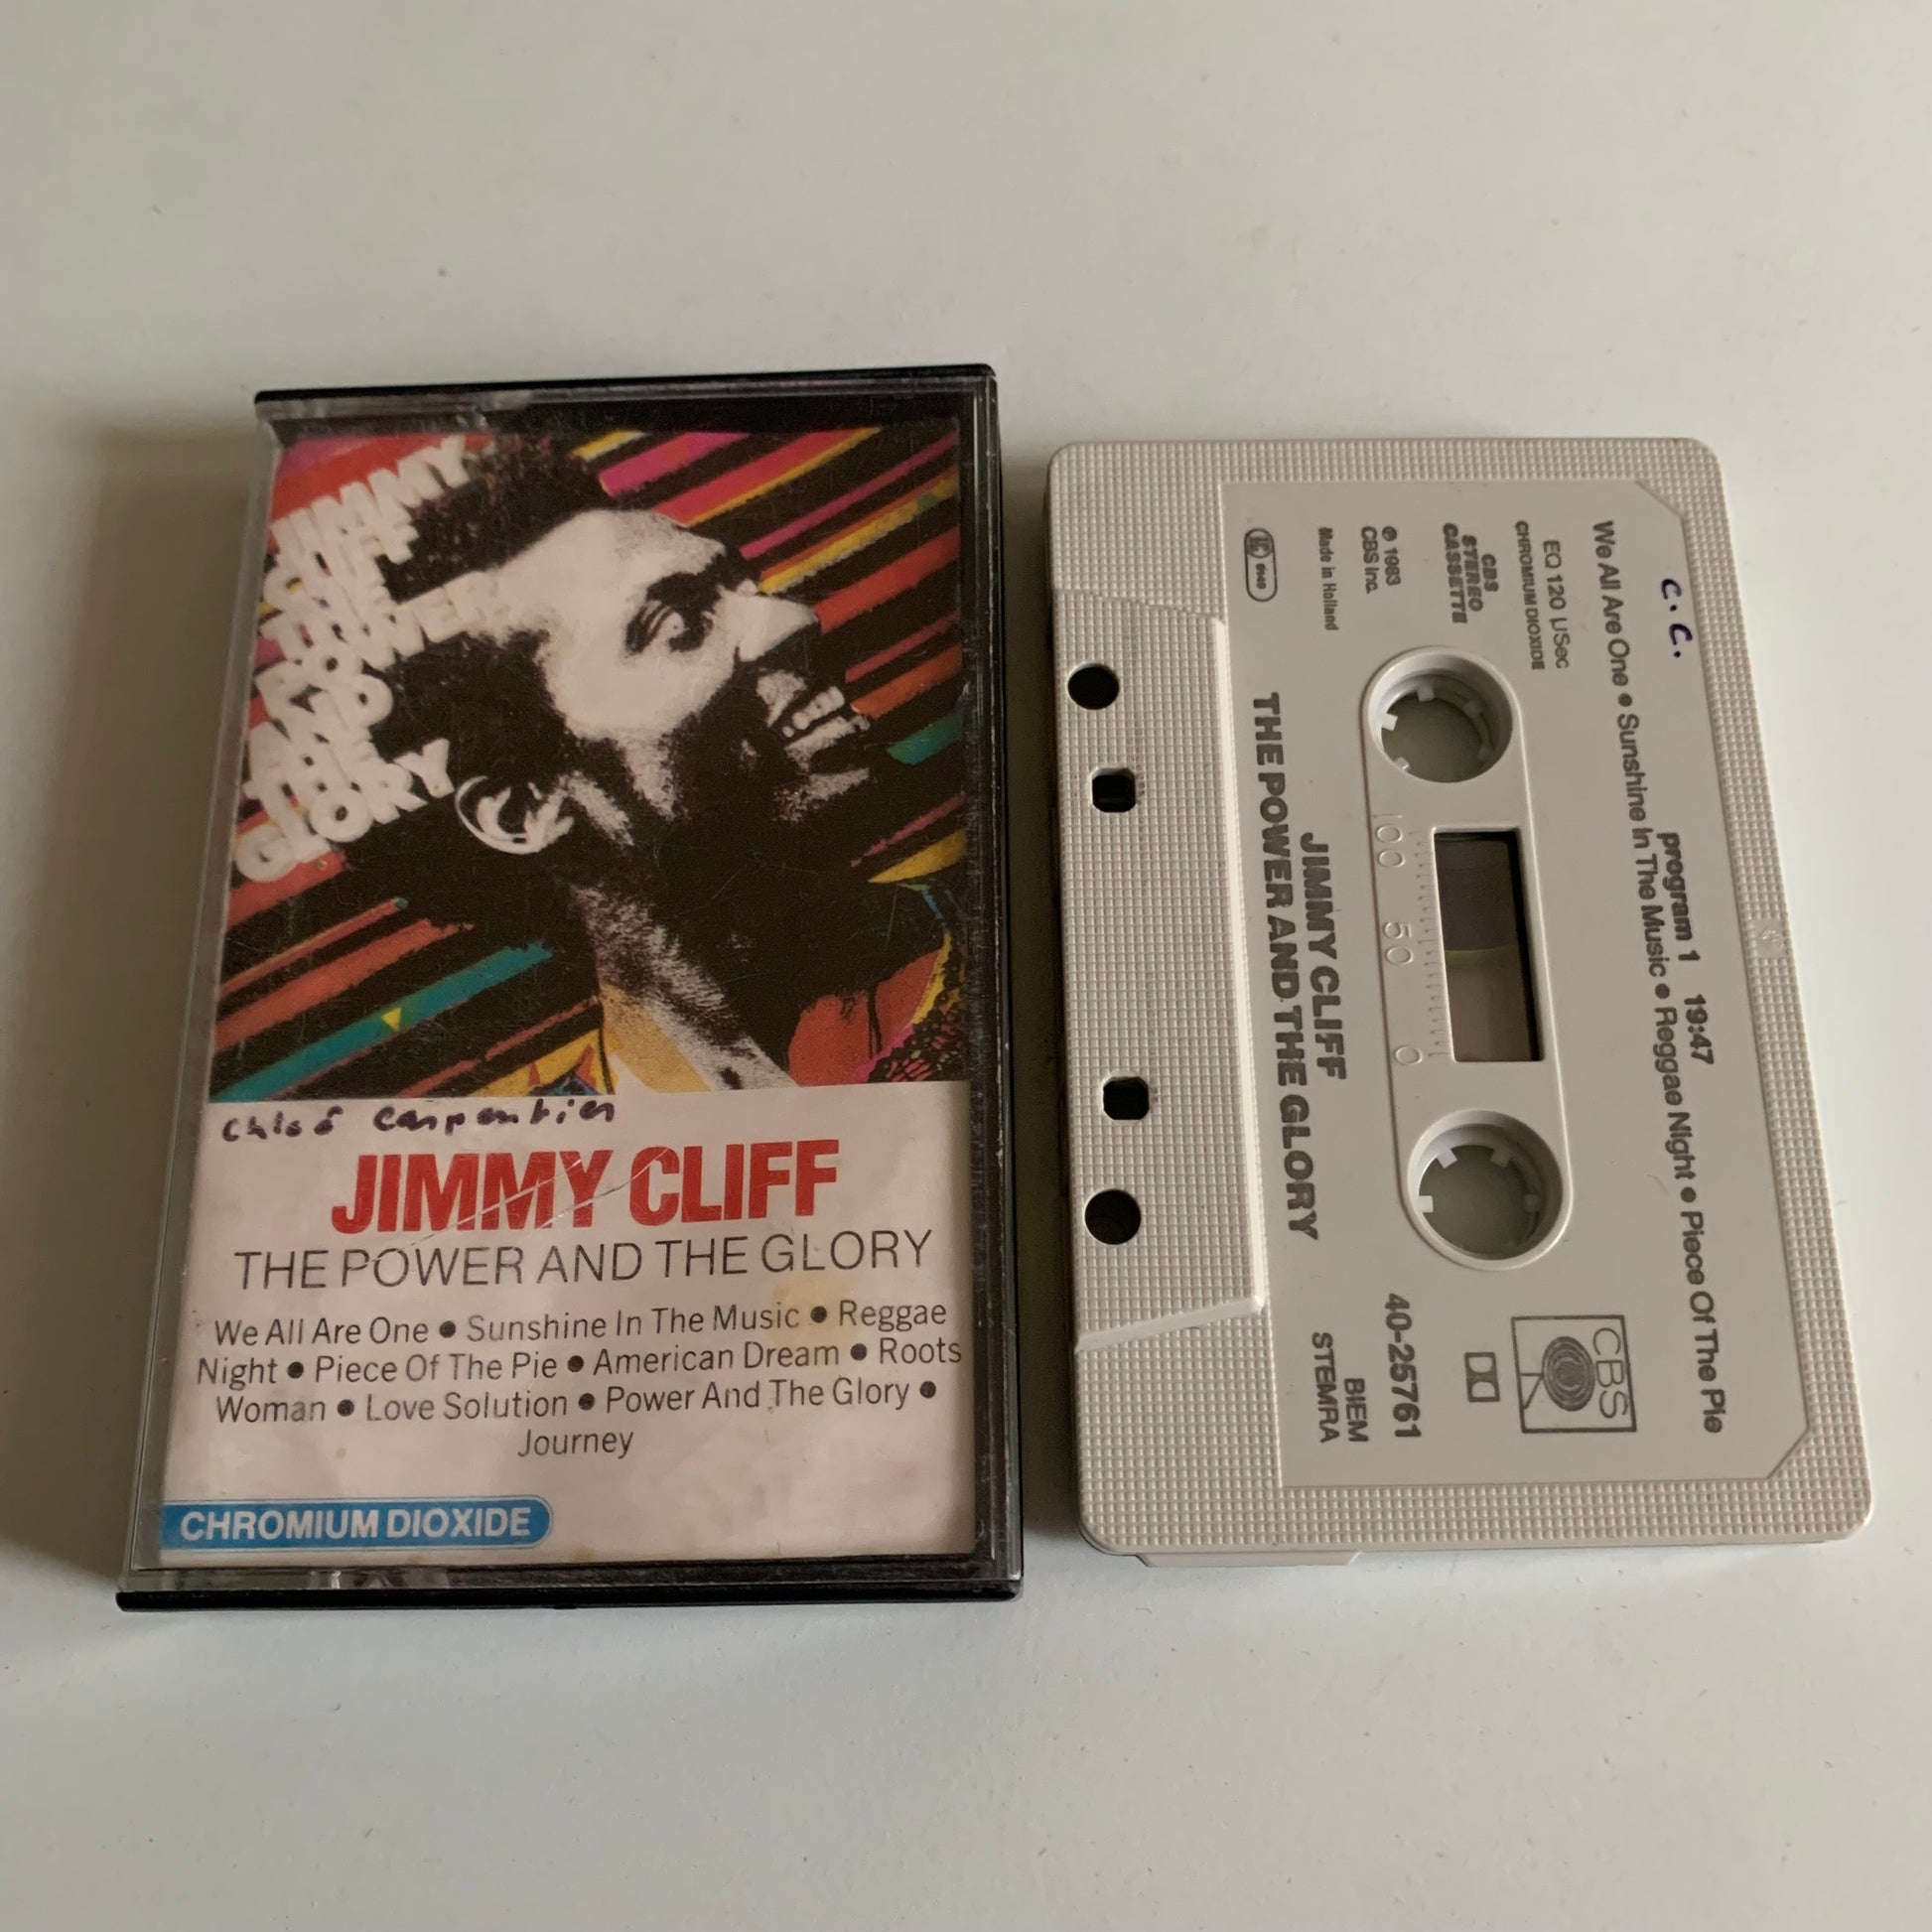 JIMMY
CLIFF
THE
POWER
AND
THE
GLORY
Chloé Carpentier
JIMMY CLIFF
THE POWER AND THE GLORY
We All Are One ● Sunshine In The Music ● Reggae
Night ● Piece Of The Pie ● American Dream ● Roots
Woman ● Love Solution ● Power And The Glory ●
Journey
CHROMIUM DIOXIDE
C.C.
program 1 19:47
We All Are One ● Sunshine In The Music ● Reggae Night ● Piece Of The Pie
EQ 120 µSec
CHROMIUM DIOXIDE
CBS
STEREO
CASSETTE
℗ 1983
CBS Inc.
Made in Holland
CBS
100 50 0
40-25761
BIEM
STEMRA
JIMMY CLIFF
THE POWER AND THE GLORY